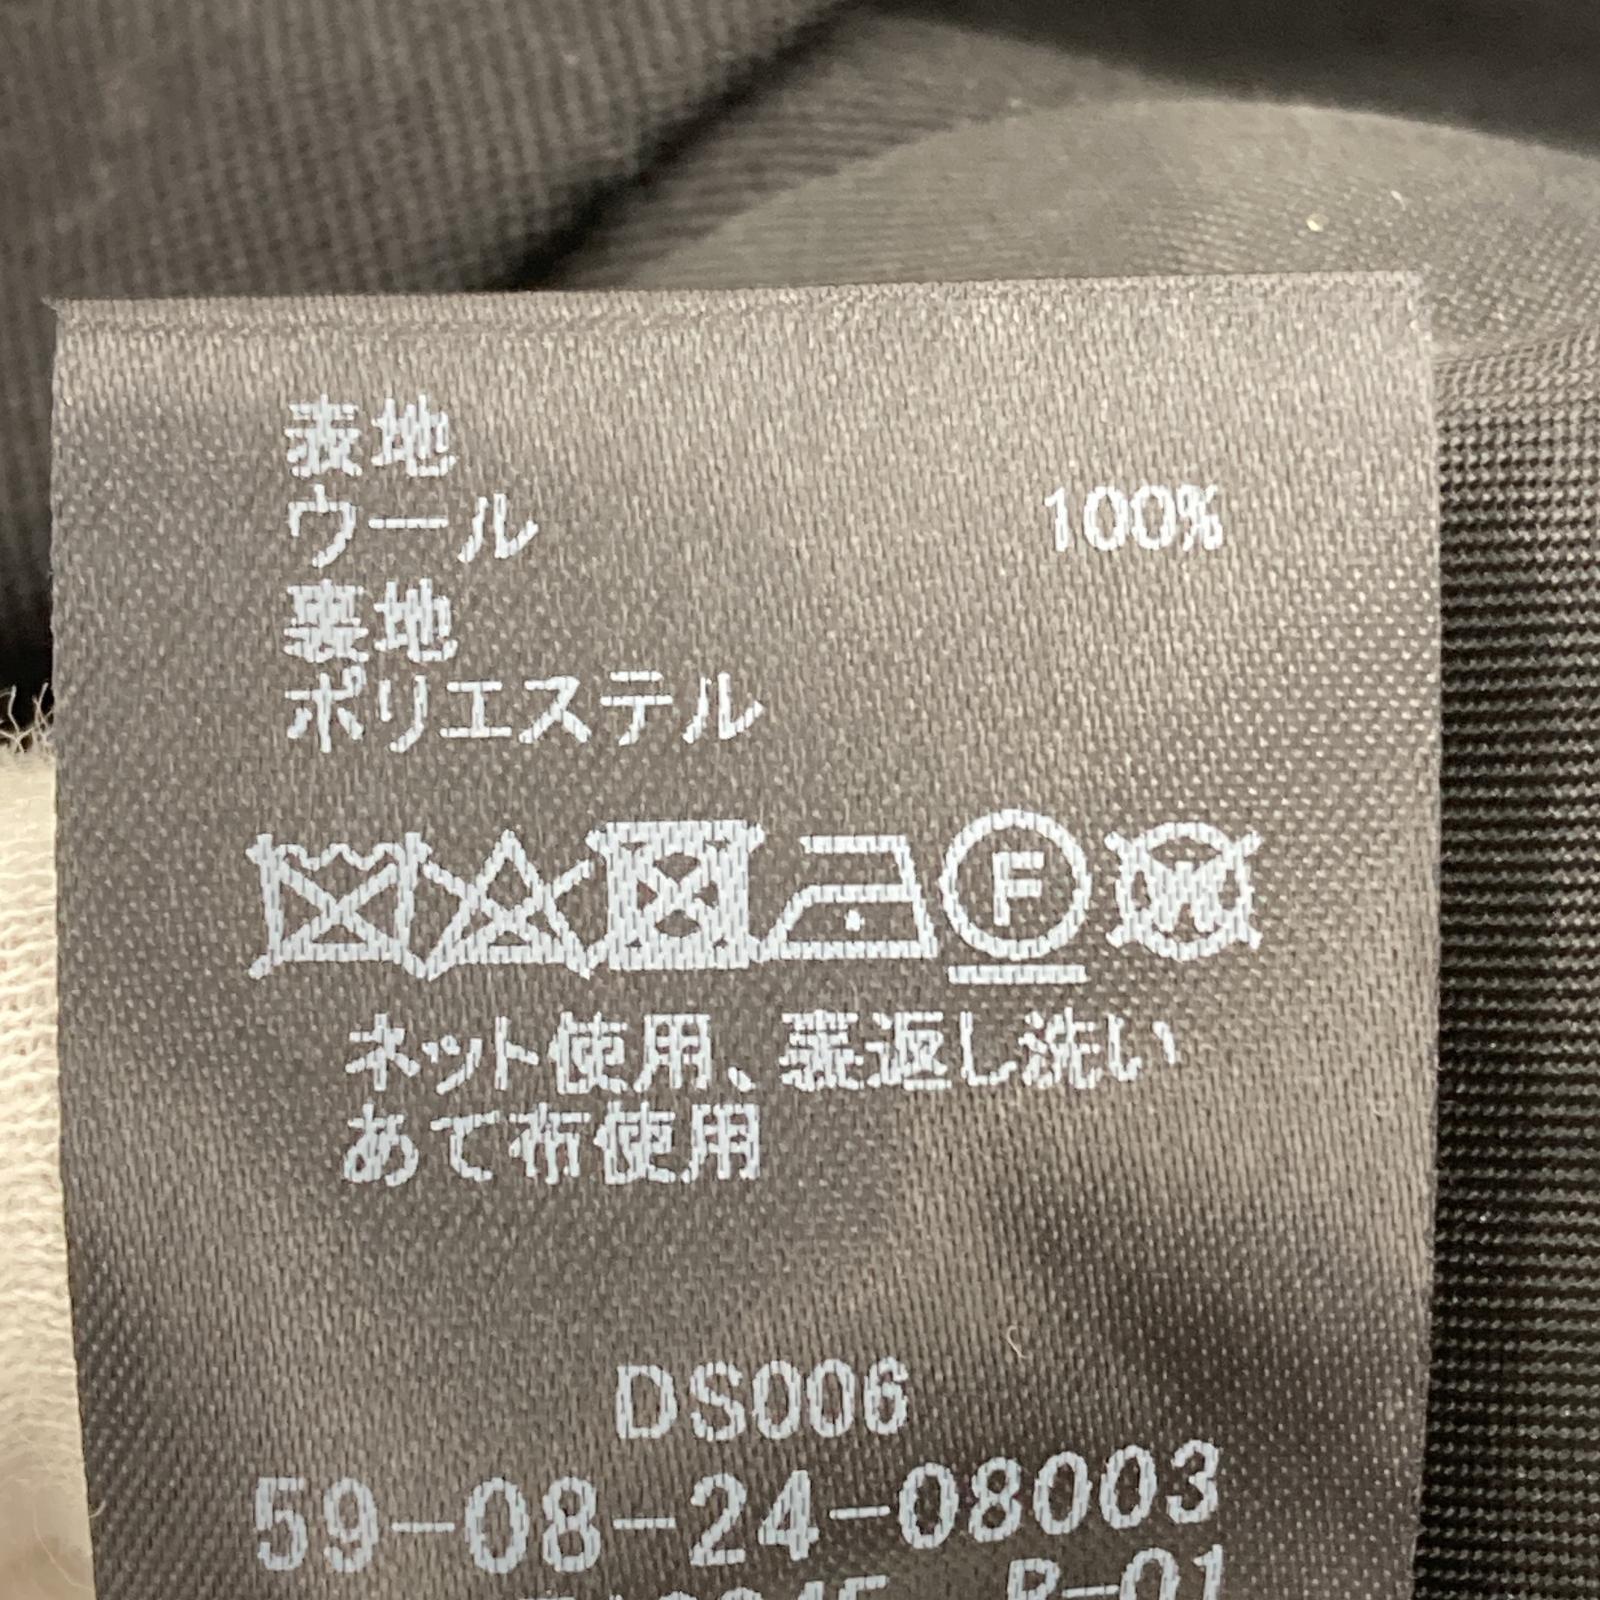 表地
ウール 100%
裏地
ポリエステル
F
W
ネット使用、裏返し洗い
あて布使用
DS006
59-08-24-08003
R-01